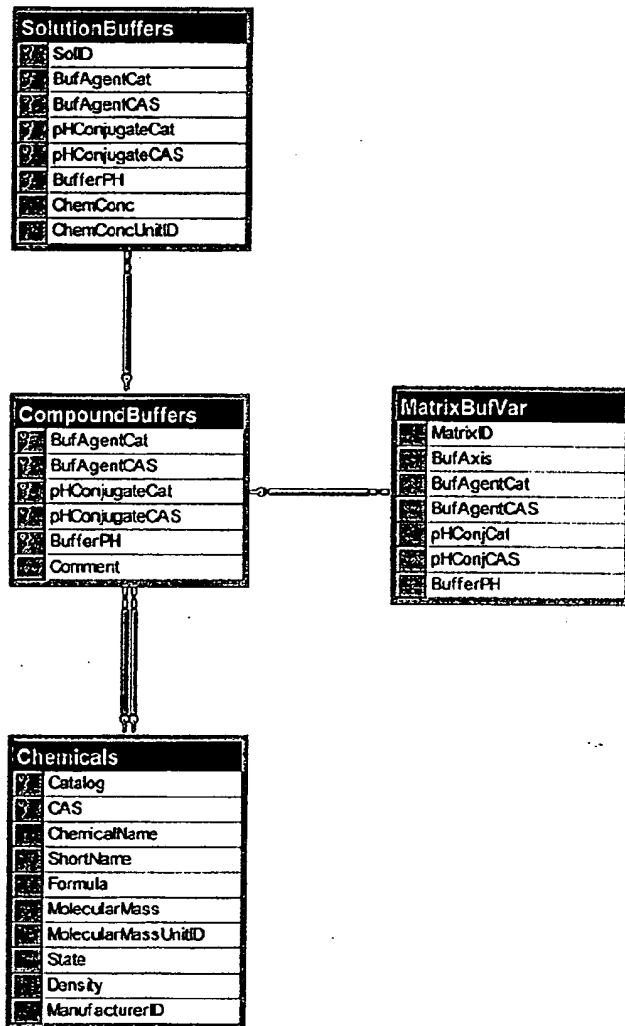 SolutionBuffers
SolID
BufAgentCat
BufAgentCAS
pHConjugateCat
pHConjugateCAS
BufferPH
ChemConc
ChemConcUnitID
CompoundBuffers
BufAgentCat
BufAgentCAS
pHConjugateCat
pHConjugateCAS
BufferPH
Comment
MatrixBufVar
MatrixID
BufAxis
BufAgentCat
BufAgentCAS
pHConjCat
pHConjCAS
BufferPH
Chemicals
Catalog
CAS
ChemicalName
ShortName
Formula
MolecularMass
MolecularMassUnitID
State
Density
ManufacturerID